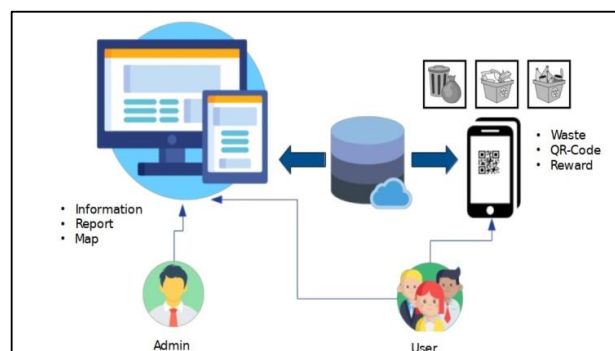 • Waste
• QR-Code
• Reward
• Information
• Report
• Map
Admin
User